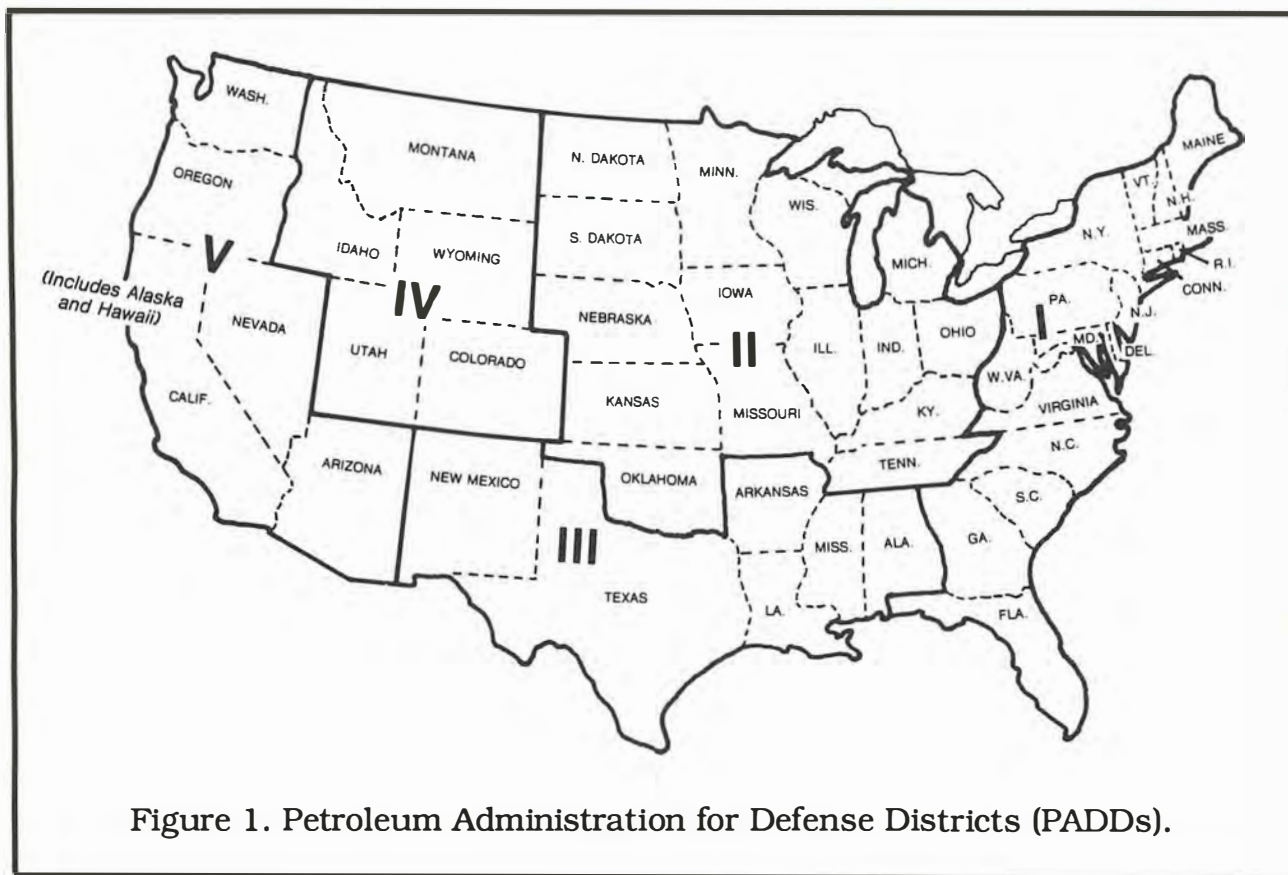 WASH.
MONTANA
N. DAKOTA
MINN.
MAINE
OREGON
VT.
N.H.
WIS.
S. DAKOTA
IDAHO
WYOMING
N.Y.
MASS.
V
(Includes Alaska
and Hawaii)
MICH.
R.I.
CONN.
IV
IOWA
PA.
N.J.
NEVADA
NEBRASKA
I
UTAH
COLORADO
II
ILL.
IND.
OHIO
MD.
DEL.
W.VA.
CALIF.
KANSAS
MISSOURI
KY.
VIRGINIA
N.C.
ARIZONA
NEW MEXICO
OKLAHOMA
ARKANSAS
TENN.
S.C.
III
MISS.
ALA.
GA.
TEXAS
LA.
FLA.
Figure 1. Petroleum Administration for Defense Districts (PADDs).